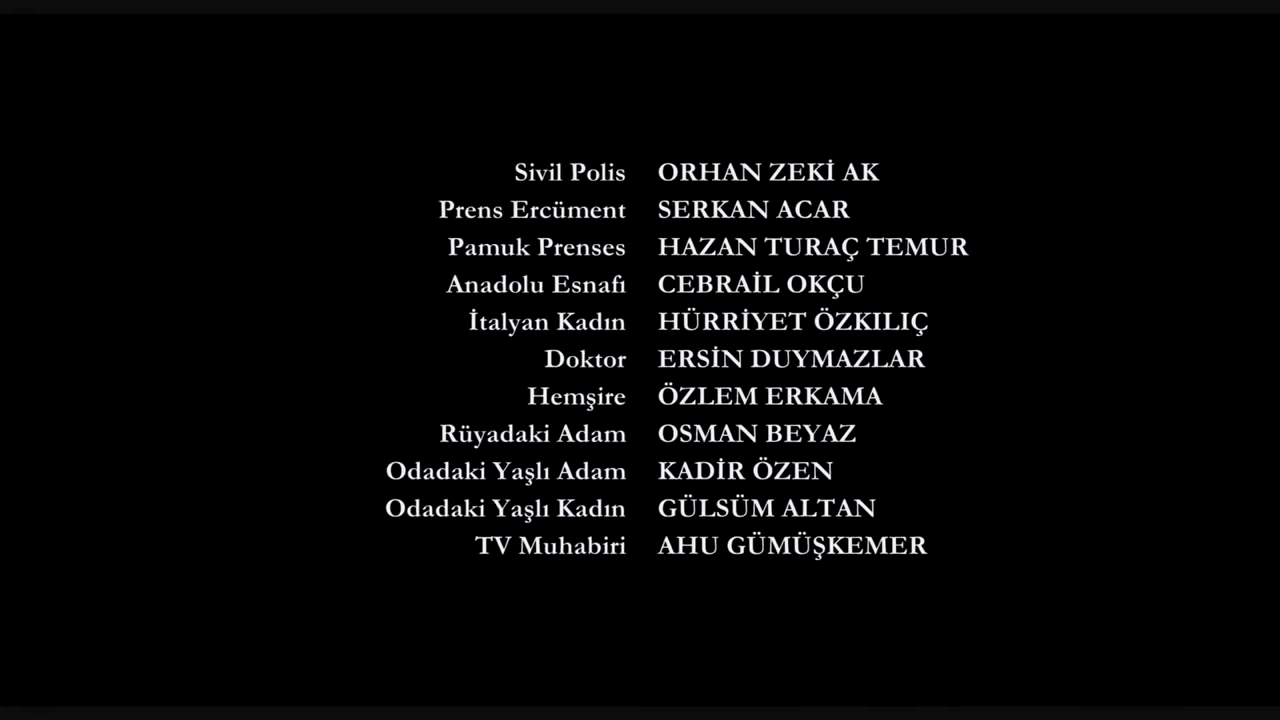 Sivil Polis ORHAN ZEKİ AK
Prens Ercüment SERKAN ACAR
Pamuk Prenses HAZAN TURAÇ TEMUR
Anadolu Esnafı CEBRAİL OKÇU
İtalyan Kadın HÜRRİYET ÖZKILIÇ
Doktor ERSİN DUYMAZLAR
Hemşire ÖZLEM ERKAMA
Rüyadaki Adam OSMAN BEYAZ
Odadaki Yaşlı Adam KADİR ÖZEN
Odadaki Yaşlı Kadın GÜLSÜM ALTAN
TV Muhabiri AHU GÜMÜŞKEMER